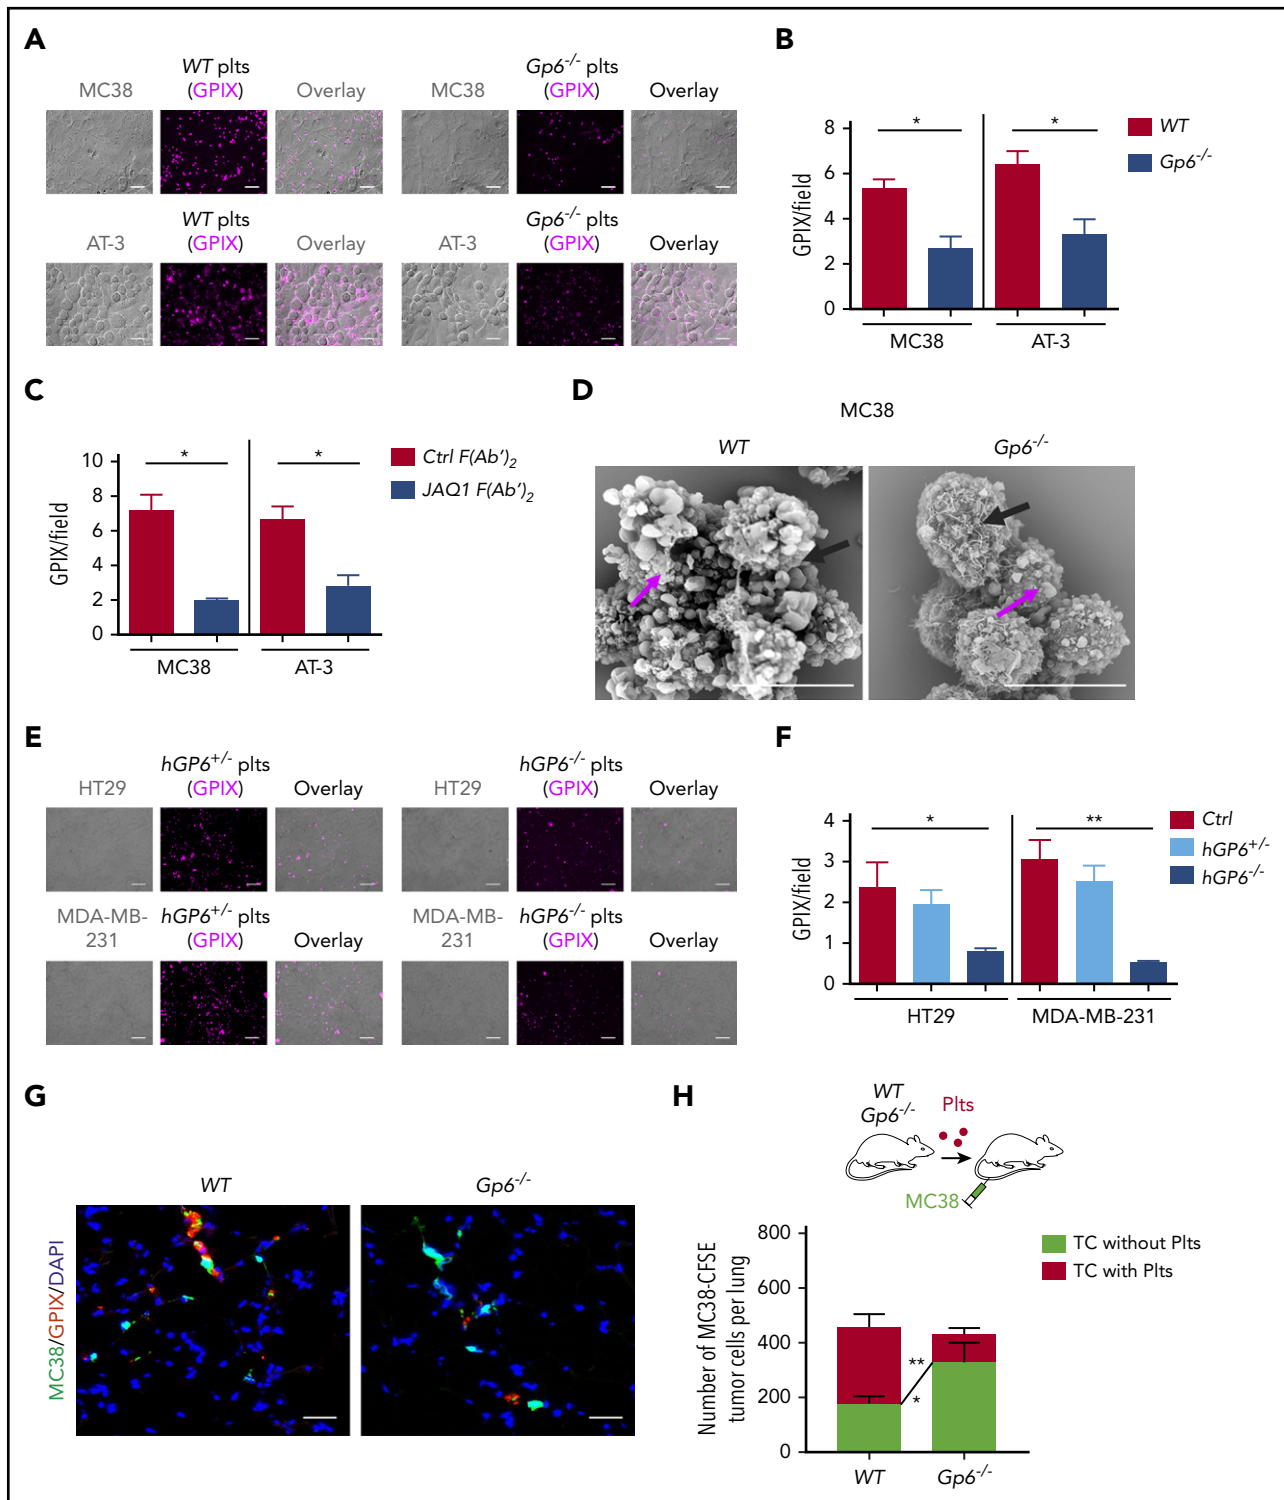 A
WT plts Gp6-/- plts
MC38 (GPIX) Overlay MC38 (GPIX) Overlay
WT plts Gp6-/- plts
AT-3 (GPIX) Overlay AT-3 (GPIX) Overlay
B
GPIX/field
8
6
4
2
0
* *
MC38 AT-3
WT
Gp6-/-
C
GPIX/field
10
8
6
4
2
0
* *
MC38 AT-3
Ctrl F(Ab')2
JAQ1 F(Ab')2
D
MC38
WT Gp6-/-
E
hGP6+/- plts hGP6-/- plts
HT29 (GPIX) Overlay HT29 (GPIX) Overlay
MDA-MB- hGP6+/- plts MDA-MB- hGP6-/- plts
231 (GPIX) Overlay 231 (GPIX) Overlay
F
GPIX/field
4
3
2
1
0
* **
HT29 MDA-MB-231
Ctrl
hGP6+/-
hGP6-/-
G
WT Gp6-/-
MC38/GPIX/DAPI
H
WT
Gp6-/-
Plts
MC38
Number of MC38-CFSE
tumor cells per lung
800
600
400
200
0
**
*
WT Gp6-/-
TC without Plts
TC with Plts